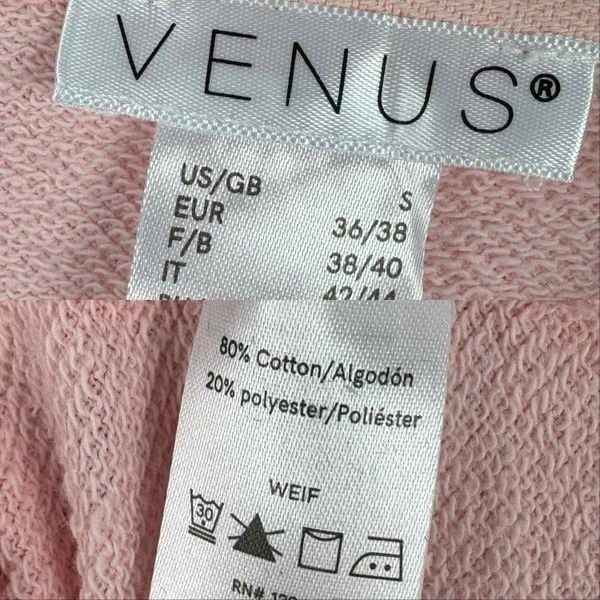 VENUS®
US/GB S
EUR 36/38
F/B 38/40
IT 42/44
80% Cotton/Algodón
20% polyester/Poliéster
WEIF
30
RN#